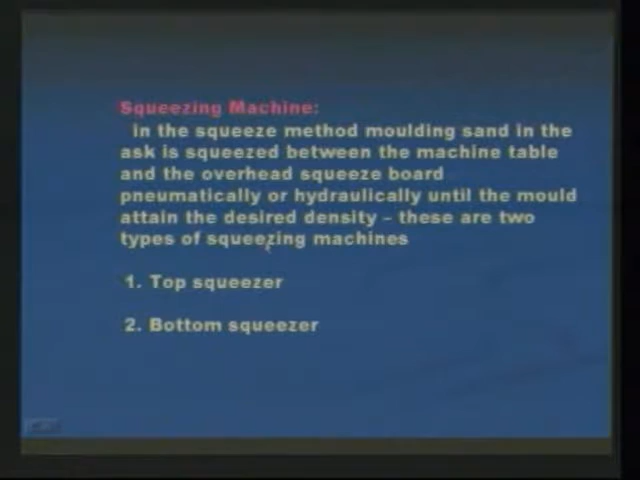 Squeezing Machine:
In the squeeze method moulding sand in the
ask is squeezed between the machine table
and the overhead squeeze board
pneumatically or hydraulically until the mould
attain the desired density – these are two
types of squeezing machines
1. Top squeezer
2. Bottom squeezer